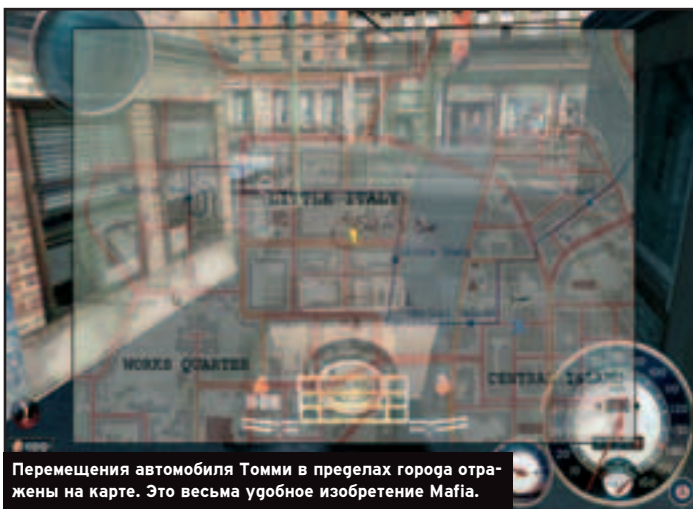 LITTLE ITALY
WORKS QUARTER
CENTRAL ISLAND
Перемещения автомобиля Томми в пределах города отра-
жены на карте. Это весьма удобное изобретение Mafia.